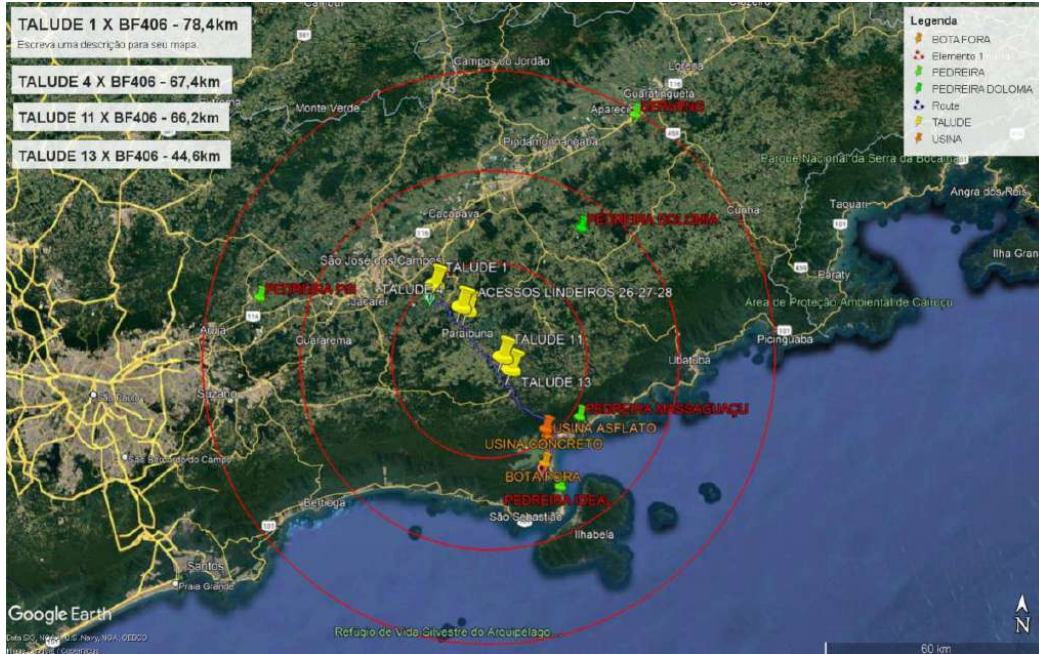 TALUDE 1 X BF406 - 78,4km
Escreva uma descrição para seu mapa.
TALUDE 4 X BF406 - 67,4km
TALUDE 11 X BF406 - 66,2km
TALUDE 13 X BF406 - 44,6km
Legenda
BOTA FORA
Elemento 1
PEDREIRA
PEDREIRA DOLOMIA
Route
TALUDE
USINA
Campos do Jordão
Lorena
Monte Verde
Guaratinguetá
Aparecida
Pindamonhangaba
Parque Nacional da Serra da Bocaina
Angra dos Reis
Taquari
Cunha
Ilha Grande
PEDREIRA DOLOMIA
Caçapava
116
São José dos Campos
TALUDE 1
TALUDE 4
ACESSOS LINDEIROS 26-27-28
Paraty
Área de Proteção Ambiental de Cairuçu
Jacareí
116
Arujá
Guararema
Paraibuna
TALUDE 11
Picinguaba
101
Ubatuba
TALUDE 13
Suzano
São Paulo
PEDREIRA MASSAGUAÇU
USINA ASFLATO
USINA CONCRETO
São Bernardo do Campo
BOTA FORA
Bertioga
São Sebastião
Ilhabela
101
Santos
Praia Grande
Google Earth
Refúgio de Vida Silvestre do Arquipélago...
N
60 km